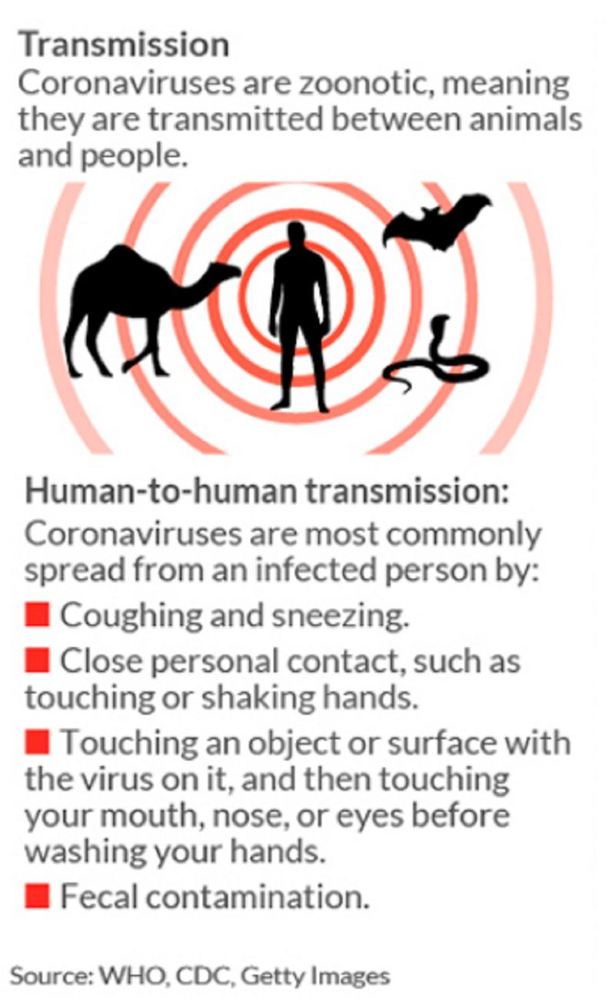 Transmission
Coronaviruses are zoonotic, meaning
they are transmitted between animals
and people.
Human-to-human transmission:
Coronaviruses are most commonly
spread from an infected person by:
Coughing and sneezing.
Close personal contact, such as
touching or shaking hands.
Touching an object or surface with
the virus on it, and then touching
your mouth, nose, or eyes before
washing your hands.
Fecal contamination.
Source: WHO, CDC, Getty Images